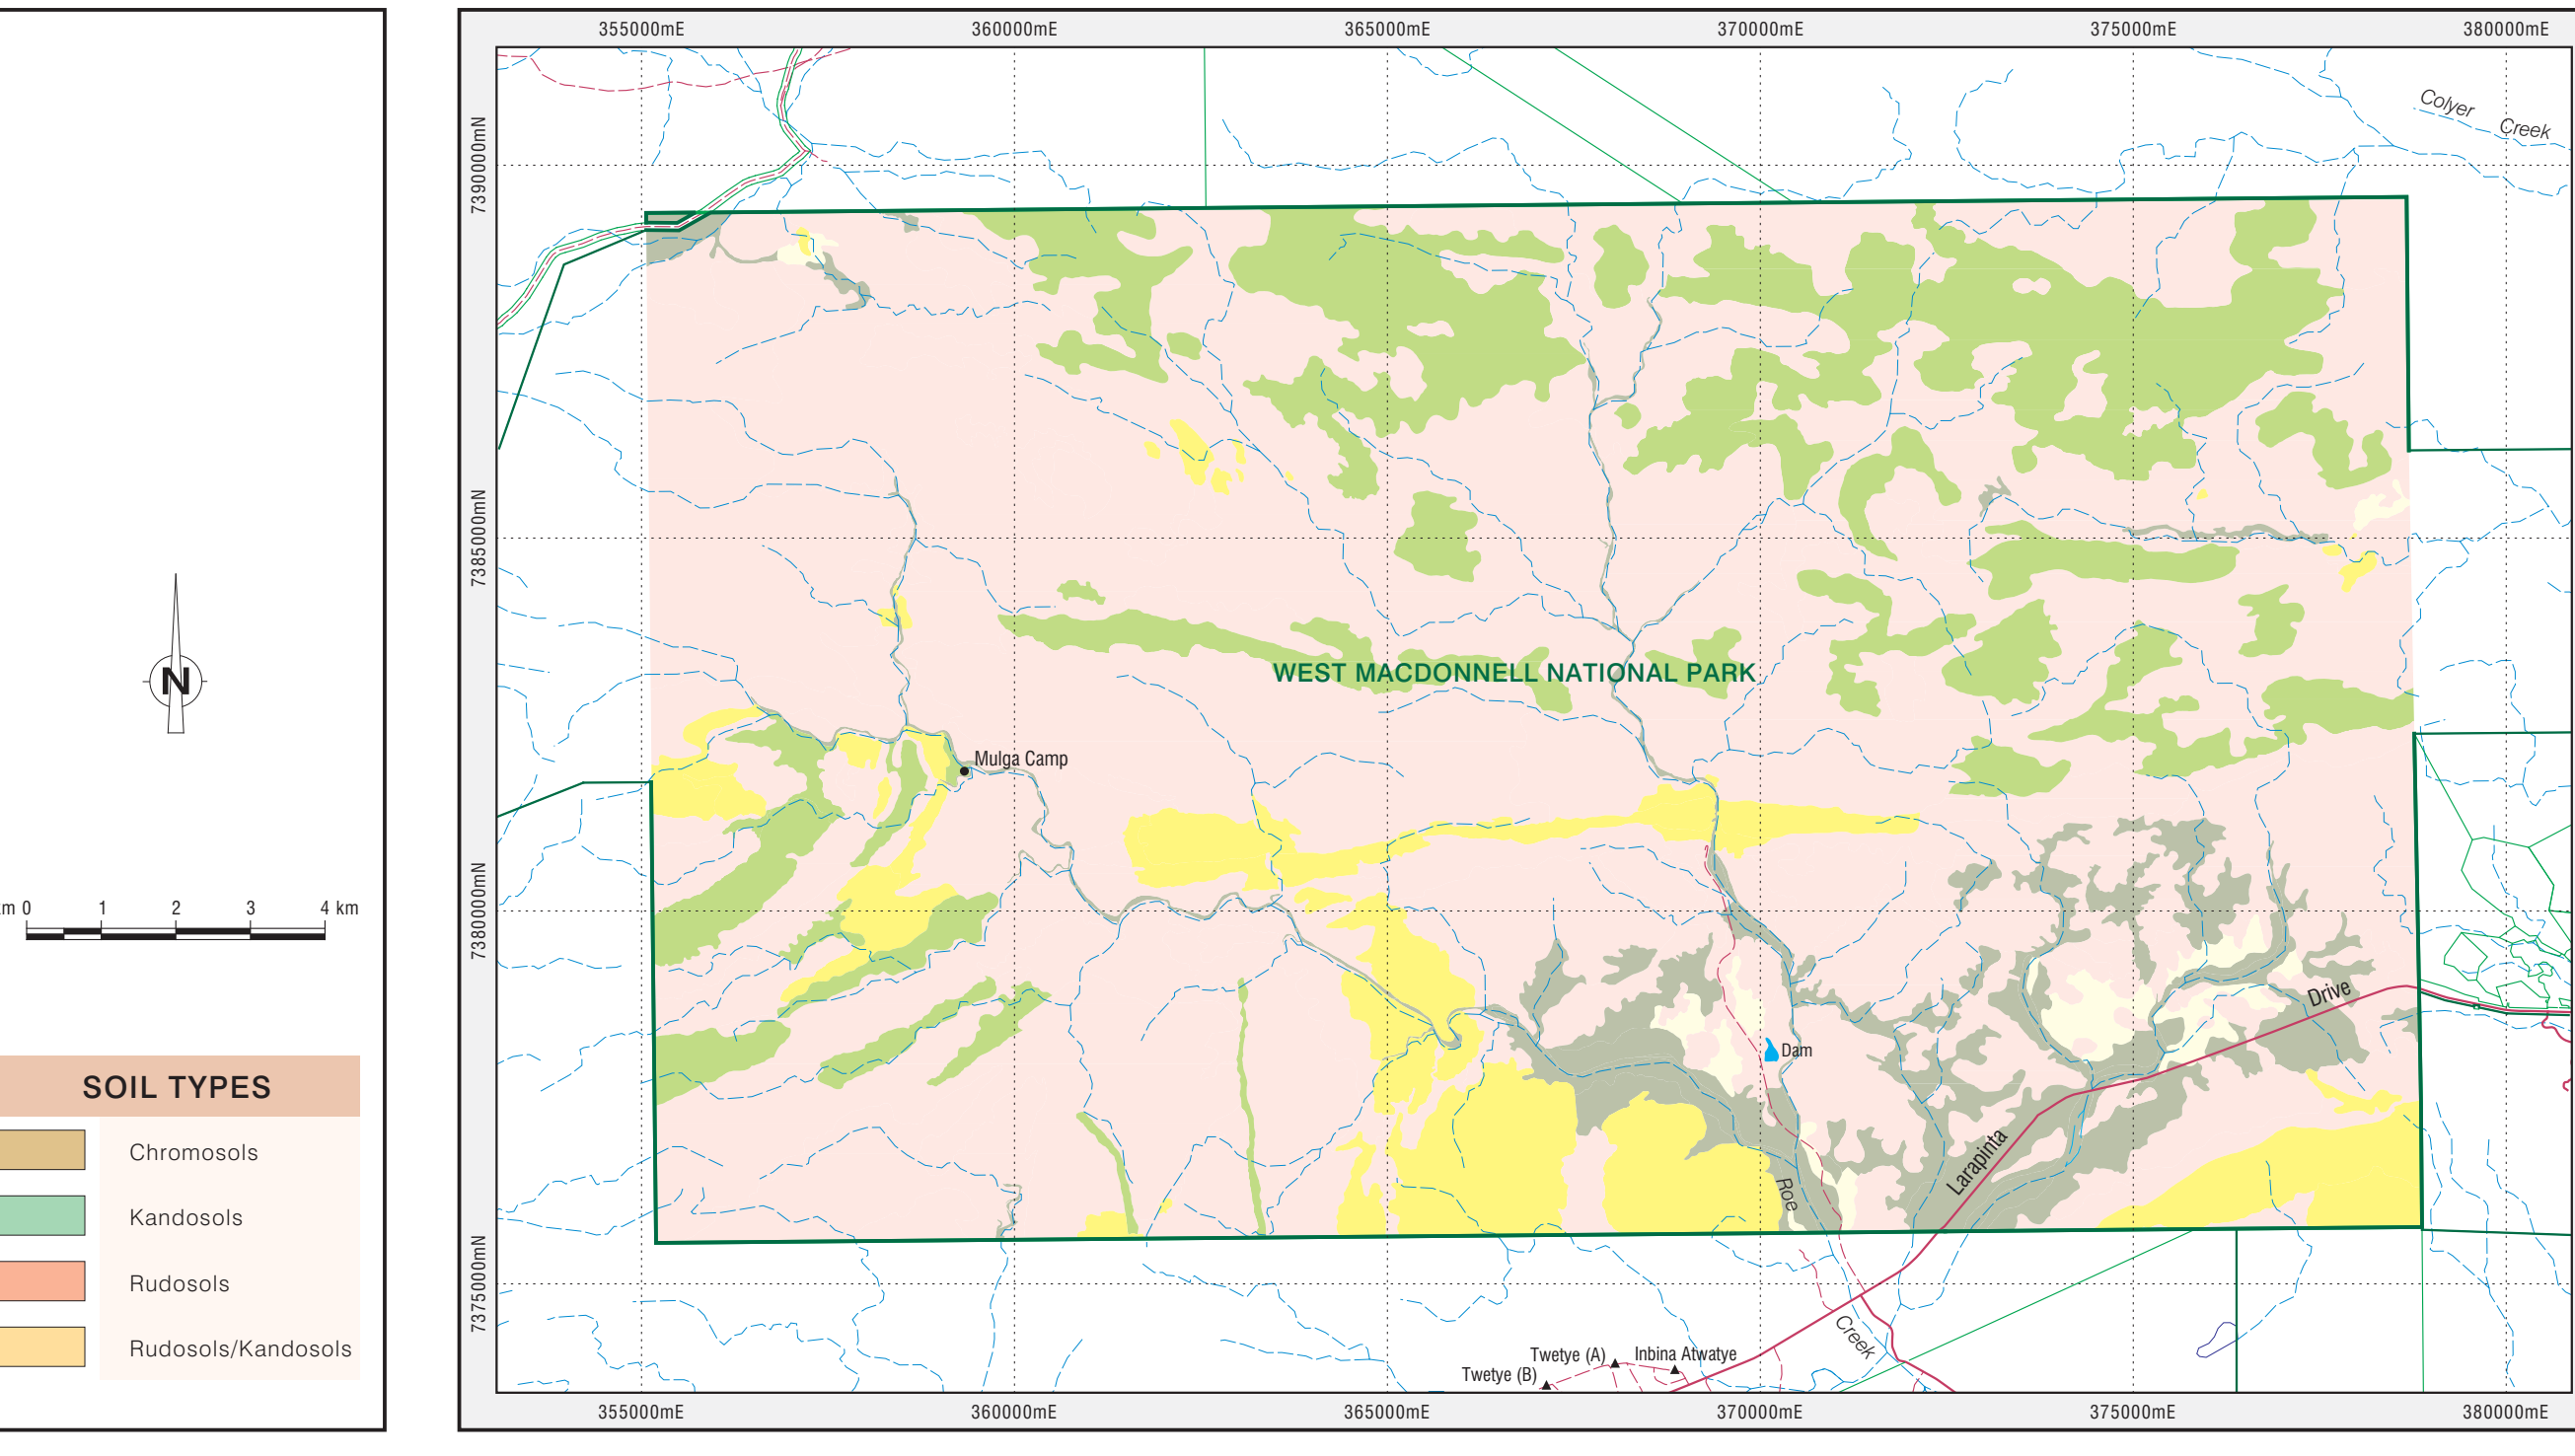 355000mE 360000mE 365000mE 370000mE 375000mE 380000mE
Colyer Creek
7390000mN
7385000mN
WEST MACDONNELL NATIONAL PARK
N
Mulga Camp
km 0 1 2 3 4 km
7380000mN
Drive
Dam
SOIL TYPES
Chromosols
Kandosols
Rudosols
Rudosols/Kandosols
Larapinta
Roe
Creek
7375000mN
Twetye (A)
Inbina Atwatye
Twetye (B)
355000mE 360000mE 365000mE 370000mE 375000mE 380000mE